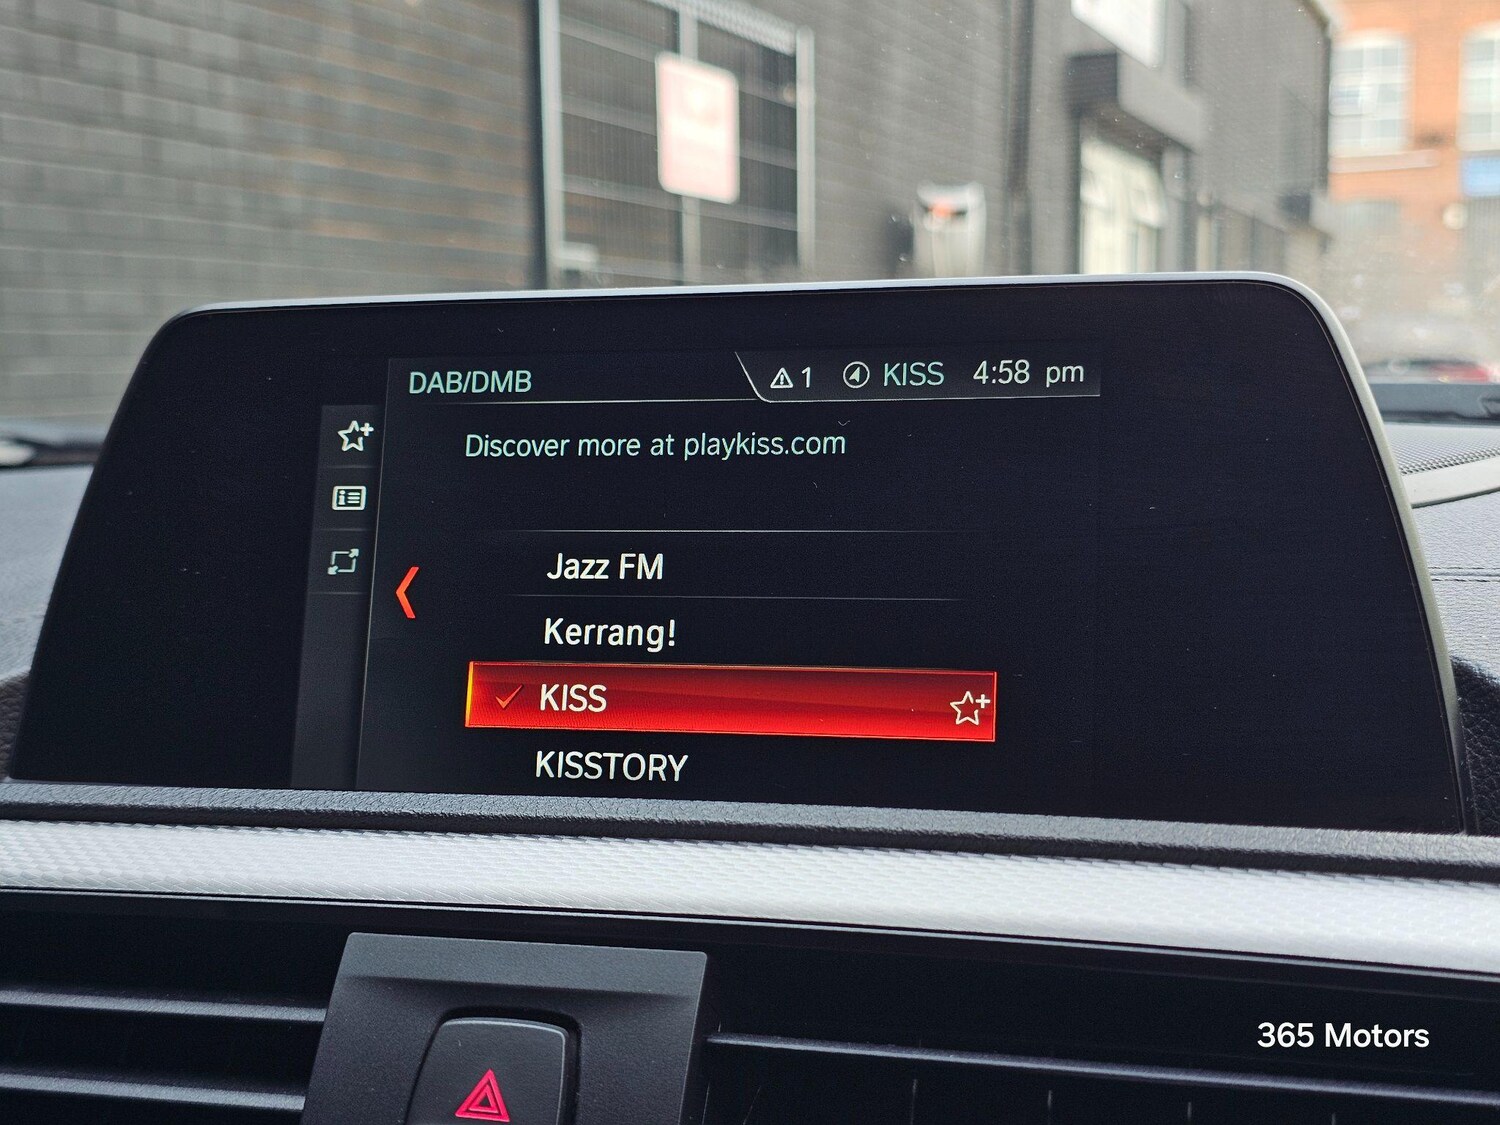 DAB/DMB
1 KISS 4:58 pm
Discover more at playkiss.com
Jazz FM
Kerrang!
KISS
KISSTORY
365 Motors